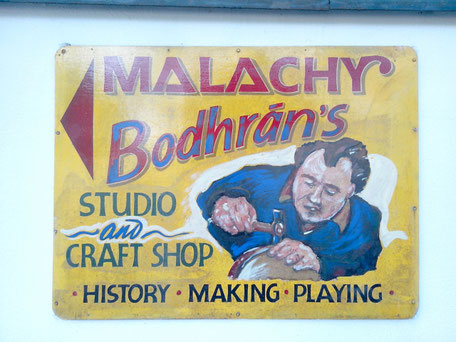 MALACHY
Bodhrán's
STUDIO
and
CRAFT SHOP
· HISTORY · MAKING · PLAYING ·